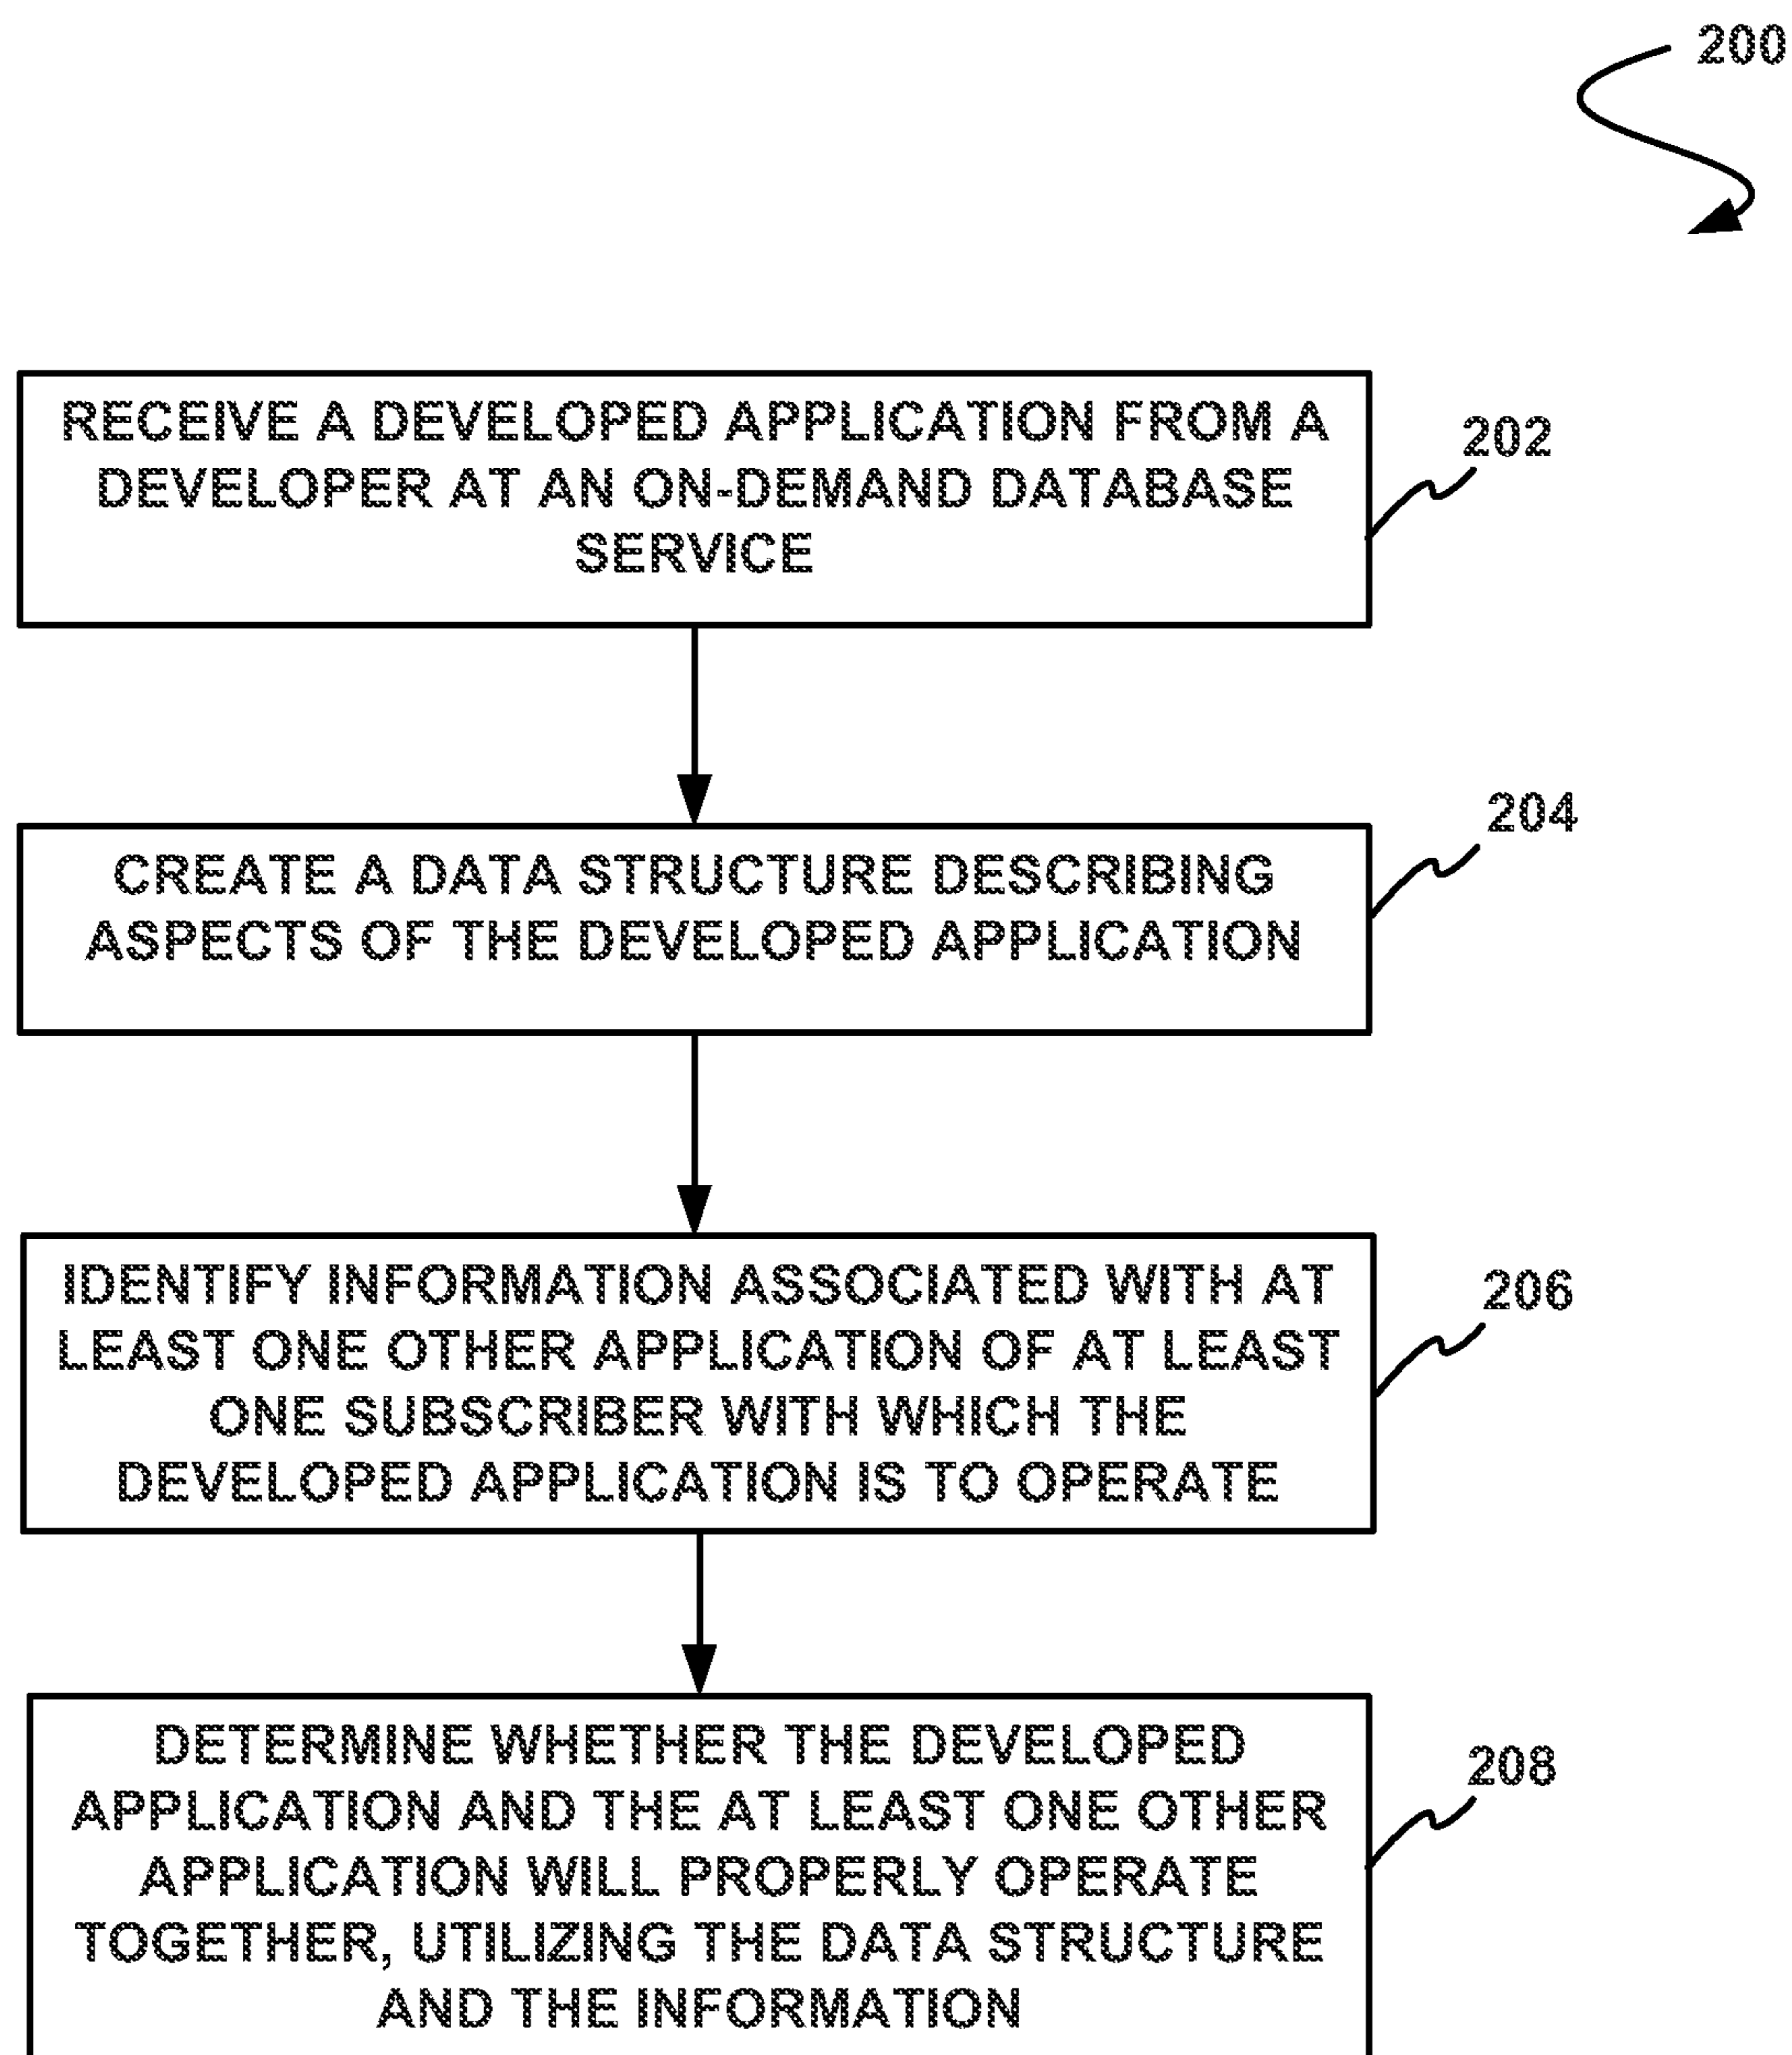 200
RECEIVE A DEVELOPED APPLICATION FROM A
DEVELOPER AT AN ON-DEMAND DATABASE
SERVICE
202
CREATE A DATA STRUCTURE DESCRIBING
ASPECTS OF THE DEVELOPED APPLICATION
204
IDENTIFY INFORMATION ASSOCIATED WITH AT
LEAST ONE OTHER APPLICATION OF AT LEAST
ONE SUBSCRIBER WITH WHICH THE
DEVELOPED APPLICATION IS TO OPERATE
206
DETERMINE WHETHER THE DEVELOPED
APPLICATION AND THE AT LEAST ONE OTHER
APPLICATION WILL PROPERLY OPERATE
TOGETHER, UTILIZING THE DATA STRUCTURE
AND THE INFORMATION
208